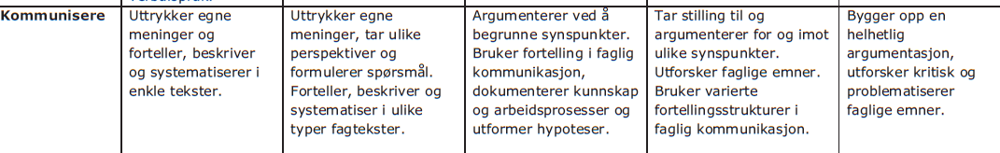 Kommunisere
Uttrykker egne
meninger og
forteller, beskriver
og systematiserer i
enkle tekster.
Uttrykker egne
meninger, tar ulike
perspektiver og
formulerer spørsmål.
Forteller, beskriver og
systematiser i ulike
typer fagtekster.
Argumenterer ved å
begrunne synspunkter.
Bruker fortelling i faglig
kommunikasjon,
dokumenterer kunnskap
og arbeidsprosesser og
utformer hypoteser.
Tar stilling til og
argumenterer for og imot
ulike synspunkter.
Utforsker faglige emner.
Bruker varierte
fortellingsstrukturer i
faglig kommunikasjon.
Bygger opp en
helhetlig
argumentasjon,
utforsker kritisk og
problematiserer
faglige emner.